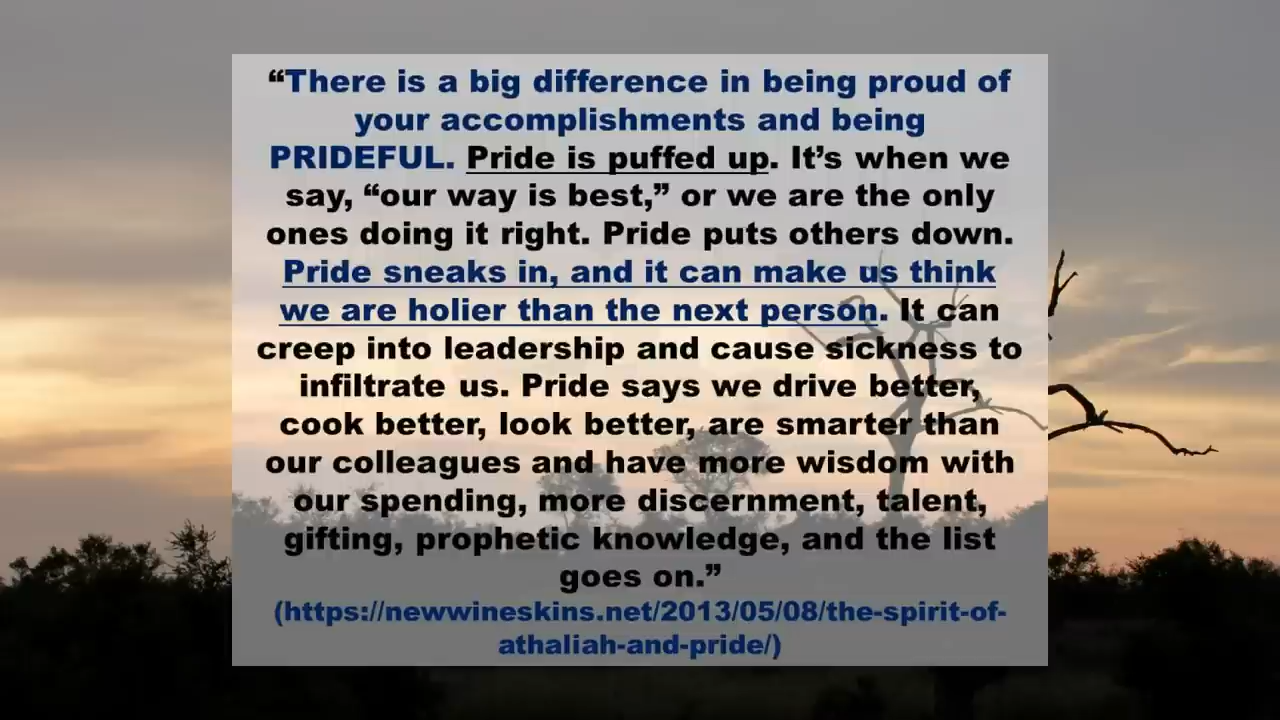 “There is a big difference in being proud of
your accomplishments and being
PRIDEFUL. Pride is puffed up. It’s when we
say, “our way is best,” or we are the only
ones doing it right. Pride puts others down.
Pride sneaks in, and it can make us think
we are holier than the next person. It can
creep into leadership and cause sickness to
infiltrate us. Pride says we drive better,
cook better, look better, are smarter than
our colleagues and have more wisdom with
our spending, more discernment, talent,
gifting, prophetic knowledge, and the list
goes on.”
(https://newwineskins.net/2013/05/08/the-spirit-of-
athaliah-and-pride/)